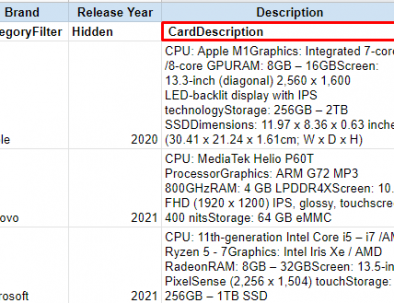 Brand Release Year Description
egoryFilter Hidden CardDescription
CPU: Apple M1Graphics: Integrated 7-core
/8-core GPURAM: 8GB – 16GBScreen:
13.3-inch (diagonal) 2,560 x 1,600
LED-backlit display with IPS
technologyStorage: 256GB – 2TB
SSDDimensions: 11.97 x 8.36 x 0.63 inche
le 2020 (30.41 x 21.24 x 1.61cm; W x D x H)
CPU: MediaTek Helio P60T
ProcessorGraphics: ARM G72 MP3
800GHzRAM: 4 GB LPDDR4XScreen: 10.
FHD (1920 x 1200) IPS, glossy, touchscree
ovo 2021 400 nitsStorage: 64 GB eMMC
CPU: 11th-generation Intel Core i5 – i7 /AM
Ryzen 5 - 7Graphics: Intel Iris Xe / AMD
RadeonRAM: 8GB – 32GBScreen: 13.5-in
PixelSense (2,256 x 1,504) touchStorage:
rosoft 2021 256GB – 1TB SSD